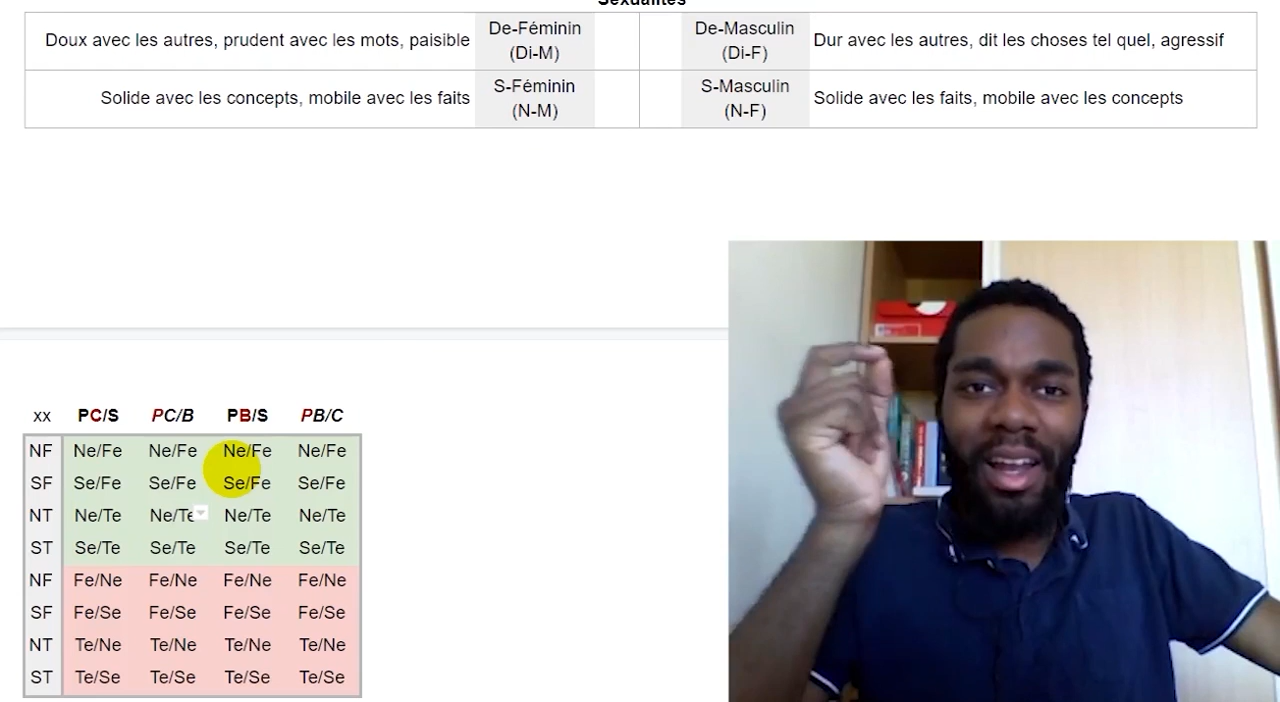 Sexualités
Doux avec les autres, prudent avec les mots, paisible De-Féminin (Di-M) De-Masculin (Di-F) Dur avec les autres, dit les choses tel quel, agressif
Solide avec les concepts, mobile avec les faits S-Féminin (N-M) S-Masculin (N-F) Solide avec les faits, mobile avec les concepts
xx PC/S PC/B PB/S PB/C
NF Ne/Fe Ne/Fe Ne/Fe Ne/Fe
SF Se/Fe Se/Fe Se/Fe Se/Fe
NT Ne/Te Ne/Te Ne/Te Ne/Te
ST Se/Te Se/Te Se/Te Se/Te
NF Fe/Ne Fe/Ne Fe/Ne Fe/Ne
SF Fe/Se Fe/Se Fe/Se Fe/Se
NT Te/Ne Te/Ne Te/Ne Te/Ne
ST Te/Se Te/Se Te/Se Te/Se